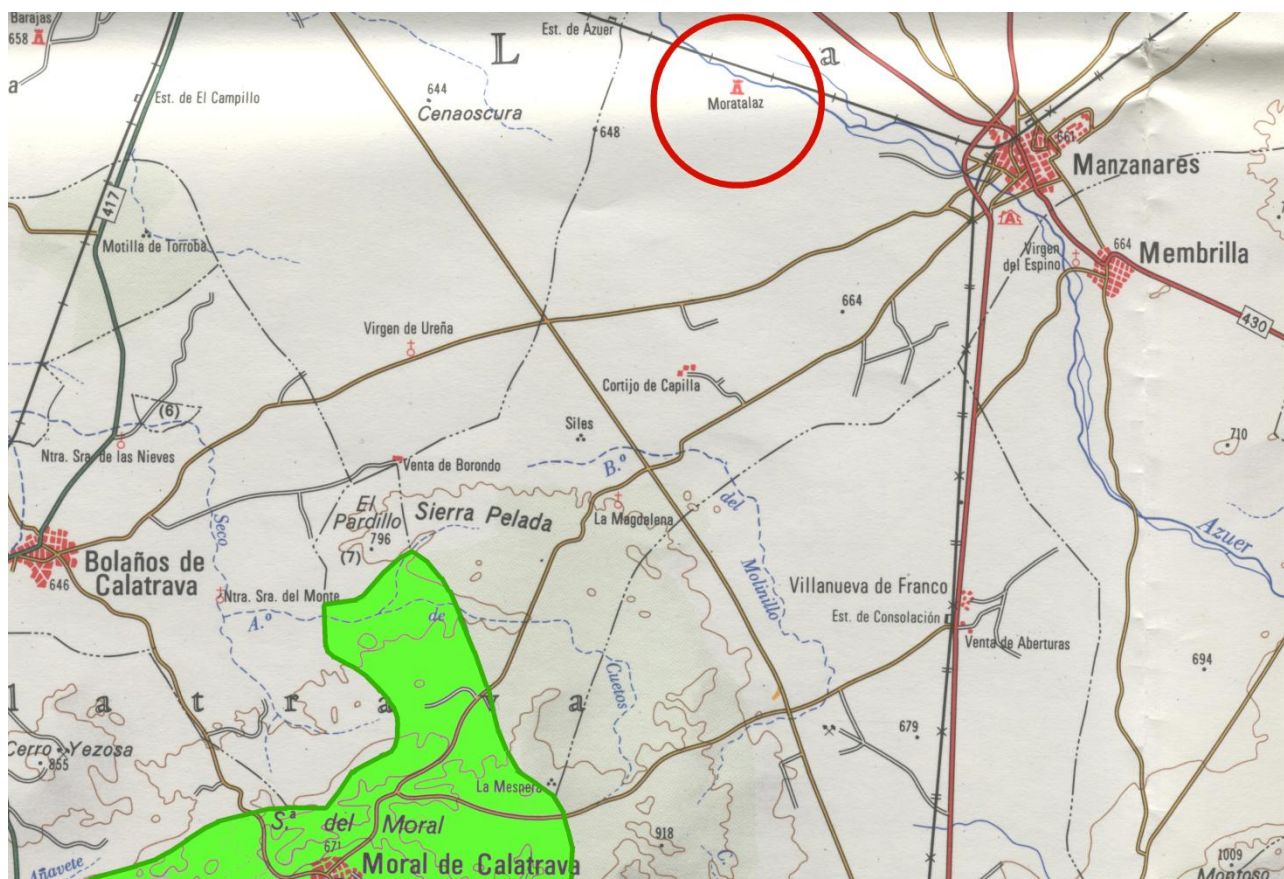 Barajas
658
L
a
Est. de Azuer
a
Est. de El Campillo
644
Cenaoscura
648
Moratalaz
661
Manzanares
417
Motilla de Torroba
Virgen
del Espino
664
Membrilla
430
664
Virgen de Ureña
Cortijo de Capilla
(6)
Siles
710
Ntra. Sra. de las Nieves
Venta de Borondo
B.º
del
Molinillo
El
Pardillo
796
(7)
Sierra Pelada
La Magdalena
Seco
Azuer
Bolaños de
Calatrava
646
Villanueva de Franco
Ntra. Sra. del Monte
A.º
de
Cuetos
Est. de Consolación
Venta de Aberturas
694
l a t r a v a
679
Cerro Yezosa
855
La Mespera
S.ª del Moral
671
Moral de Calatrava
918
C.
1009
Montoso
Añavete